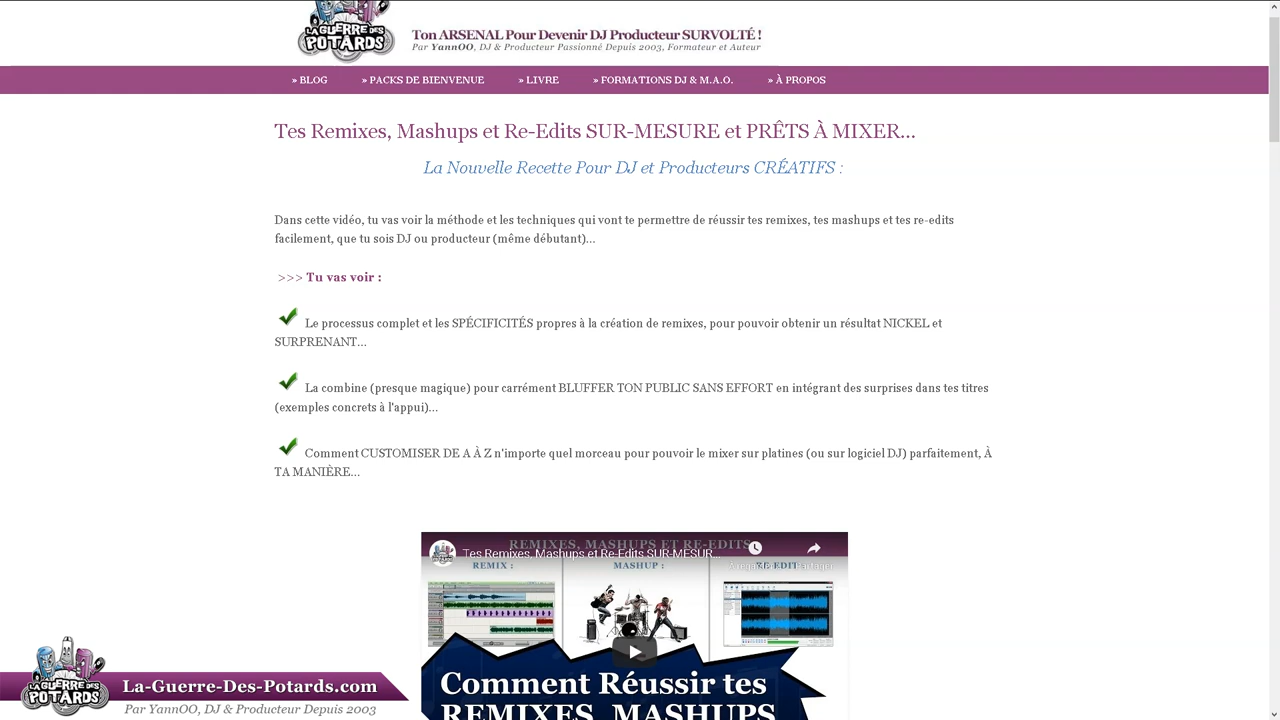 LA GUERRE DES
POTARDS
Ton ARSENAL Pour Devenir DJ Producteur SURVOLTÉ !
Par YannOO, DJ & Producteur Passionné Depuis 2003, Formateur et Auteur
» BLOG
» PACKS DE BIENVENUE
» LIVRE
» FORMATIONS DJ & M.A.O.
» À PROPOS
Tes Remixes, Mashups et Re-Edits SUR-MESURE et PRÊTS À MIXER...
La Nouvelle Recette Pour DJ et Producteurs CRÉATIFS :
Dans cette vidéo, tu vas voir la méthode et les techniques qui vont te permettre de réussir tes remixes, tes mashups et tes re-edits
facilement, que tu sois DJ ou producteur (même débutant)...
>>> Tu vas voir :
Le processus complet et les SPÉCIFICITÉS propres à la création de remixes, pour pouvoir obtenir un résultat NICKEL et
SURPRENANT...
La combine (presque magique) pour carrément BLUFFER TON PUBLIC SANS EFFORT en intégrant des surprises dans tes titres
(exemples concrets à l'appui)...
Comment CUSTOMISER DE A À Z n'importe quel morceau pour pouvoir le mixer sur platines (ou sur logiciel DJ) parfaitement, À
TA MANIÈRE...
REMIXES, MASHUPS ET RE-EDITS
Tes Remixes, Mashups et Re-Edits SUR-MESUR...
REMIX :
MASHUP :
Partager
Comment Réussir tes
REMIXES, MASHUPS
LA GUERRE DES
POTARDS
La-Guerre-Des-Potards.com
Par YannOO, DJ & Producteur Depuis 2003